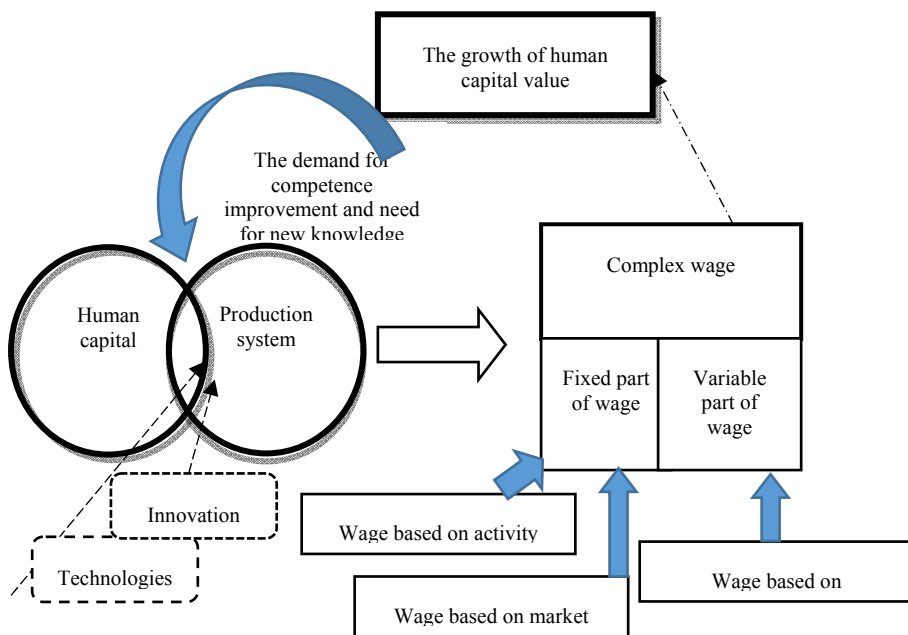 The growth of human
capital value
The demand for
competence
improvement and need
for new knowledge
Human
capital
Production
system
Complex wage
Fixed part
of wage
Variable
part of
wage
Innovation
Technologies
Wage based on activity
Wage based on market
Wage based on